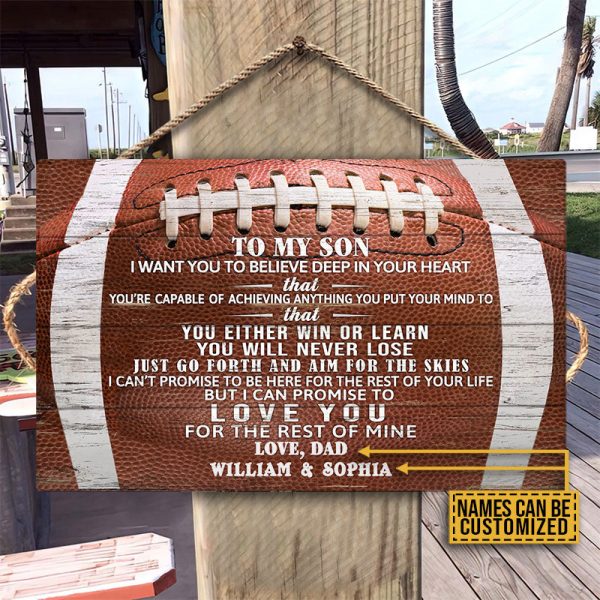 TO MY SON
I WANT YOU TO BELIEVE DEEP IN YOUR HEART
that
YOU'RE CAPABLE OF ACHIEVING ANYTHING YOU PUT YOUR MIND TO
that
YOU EITHER WIN OR LEARN
YOU WILL NEVER LOSE
JUST GO FORTH AND AIM FOR THE SKIES
I CAN'T PROMISE TO BE HERE FOR THE REST OF YOUR LIFE
BUT I CAN PROMISE TO
LOVE YOU
FOR THE REST OF MINE
LOVE, DAD
WILLIAM & SOPHIA
NAMES CAN BE
CUSTOMIZED